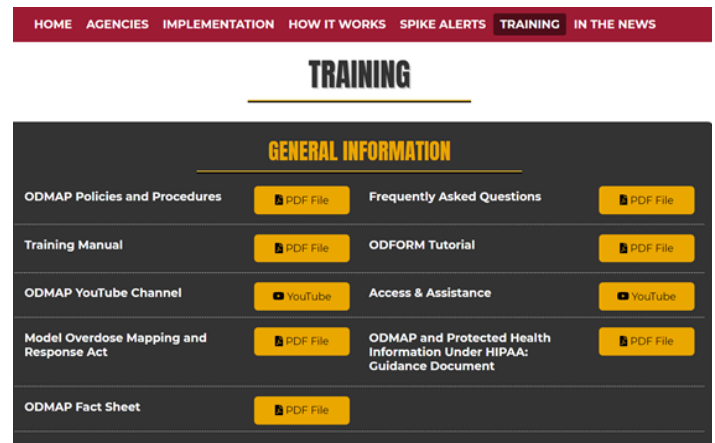 HOME AGENCIES IMPLEMENTATION HOW IT WORKS SPIKE ALERTS TRAINING IN THE NEWS
TRAINING
GENERAL INFORMATION
ODMAP Policies and Procedures
PDF File
Frequently Asked Questions
PDF File
Training Manual
PDF File
ODFORM Tutorial
PDF File
ODMAP YouTube Channel
YouTube
Access & Assistance
YouTube
Model Overdose Mapping and
Response Act
PDF File
ODMAP and Protected Health
Information Under HIPAA:
Guidance Document
PDF File
ODMAP Fact Sheet
PDF File